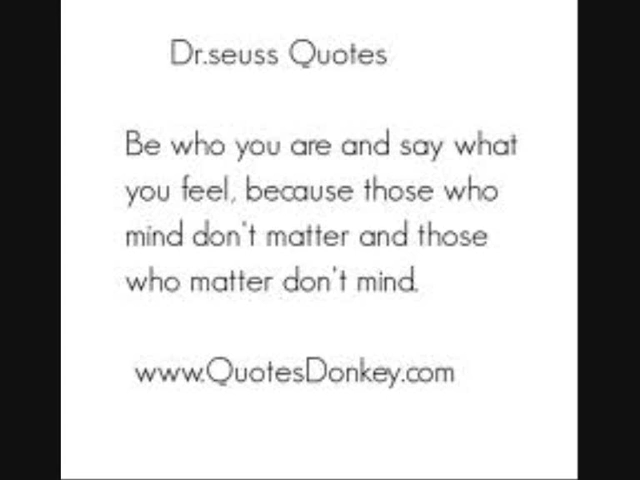 Dr.seuss Quotes
Be who you are and say what
you feel, because those who
mind don't matter and those
who matter don't mind.
www.QuotesDonkey.com